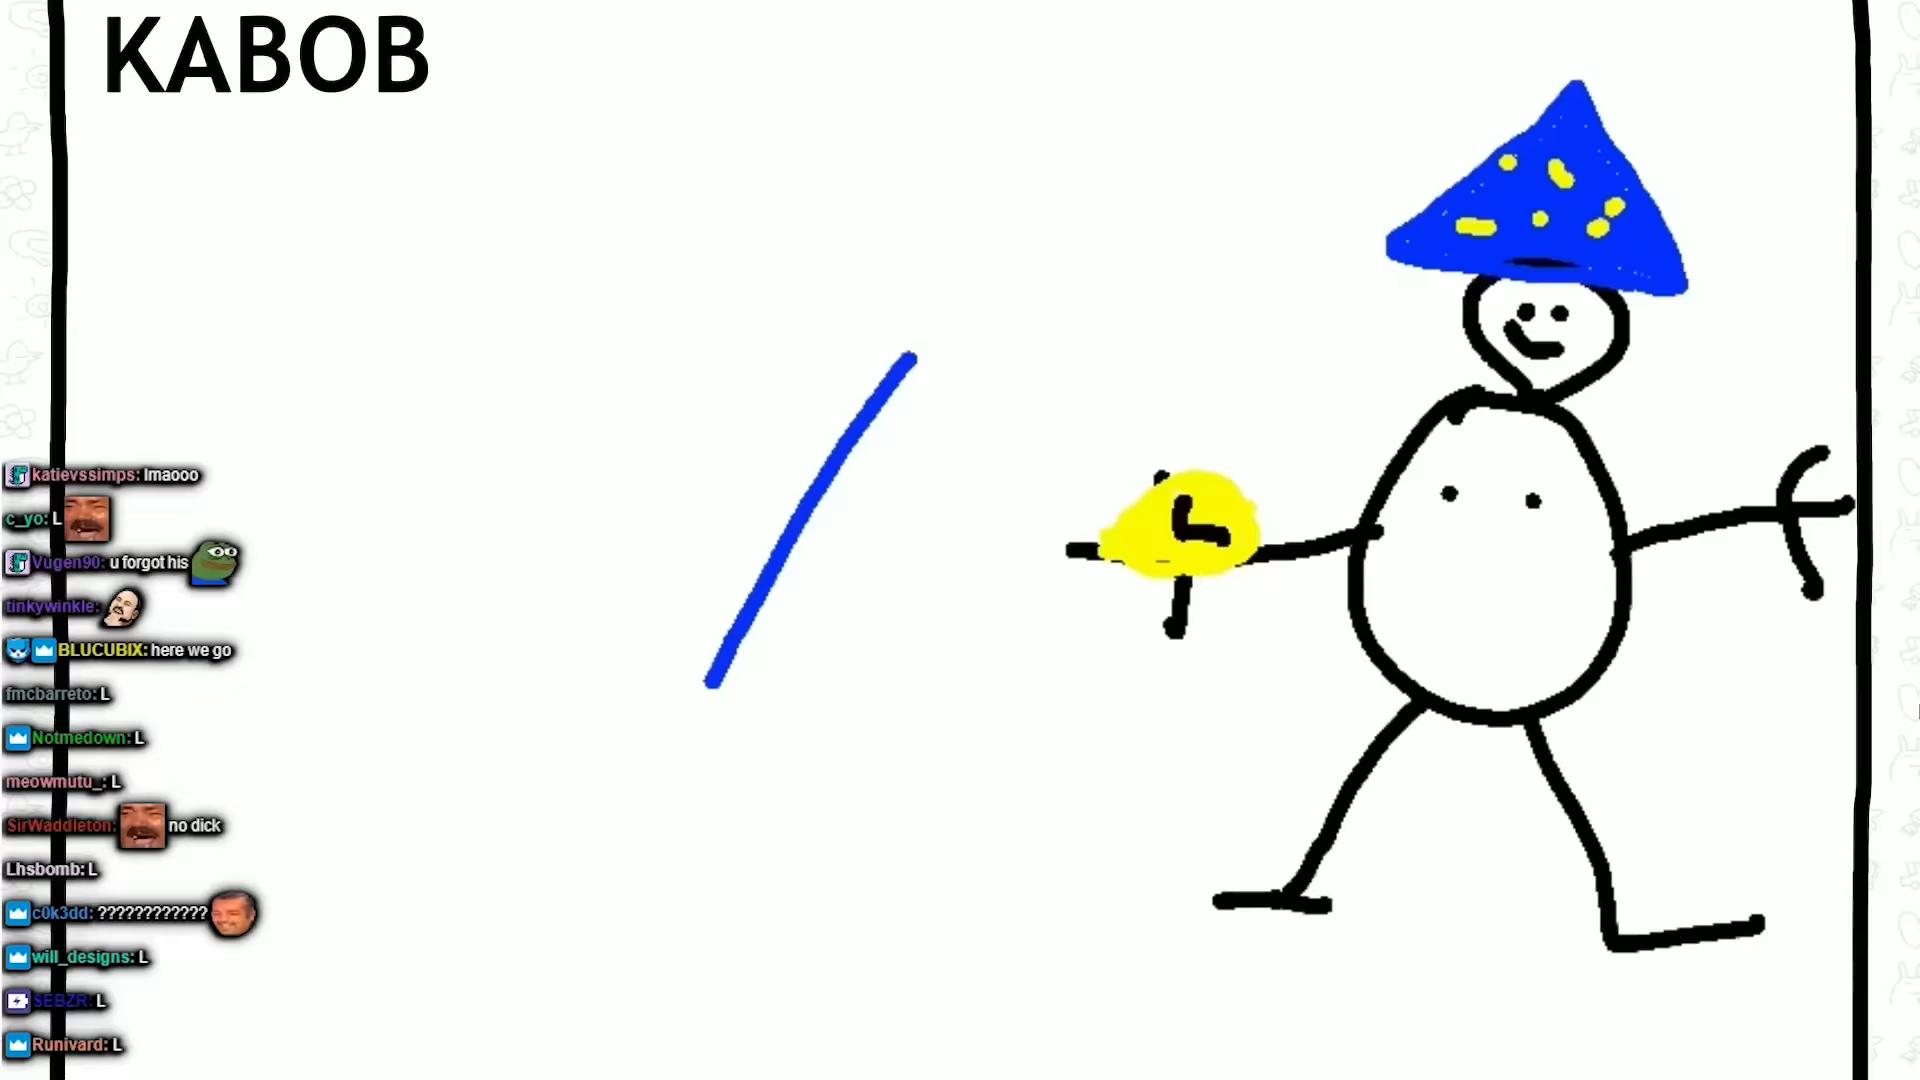 KABOB
katievssimps: lmaooo
c_yo: L
Vugen90: u forgot his
tinkywinkle:
BLUCUBIX: here we go
fmcbarreto: L
Notmedown: L
meowmutu_: L
SirWaddleton: no dick
Lhsbomb: L
c0k3dd: ????????????
will_designs: L
SEBZR: L
Runivard: L
L